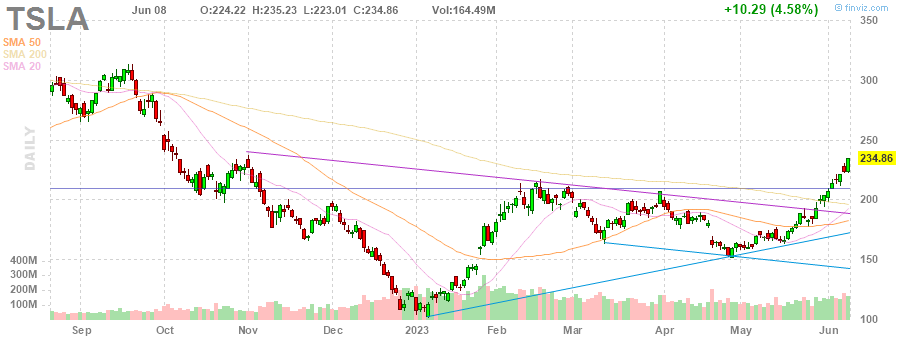 TSLA Jun 08 O:224.22 H:235.23 L:223.01 C:234.86 Vol:164.49M +10.29 (4.58%) © finviz.com
SMA 50
SMA 200
SMA 20
DAILY
350
300
250
234.86
200
150
100
400M
300M
200M
100M
Sep Oct Nov Dec 2023 Feb Mar Apr May Jun